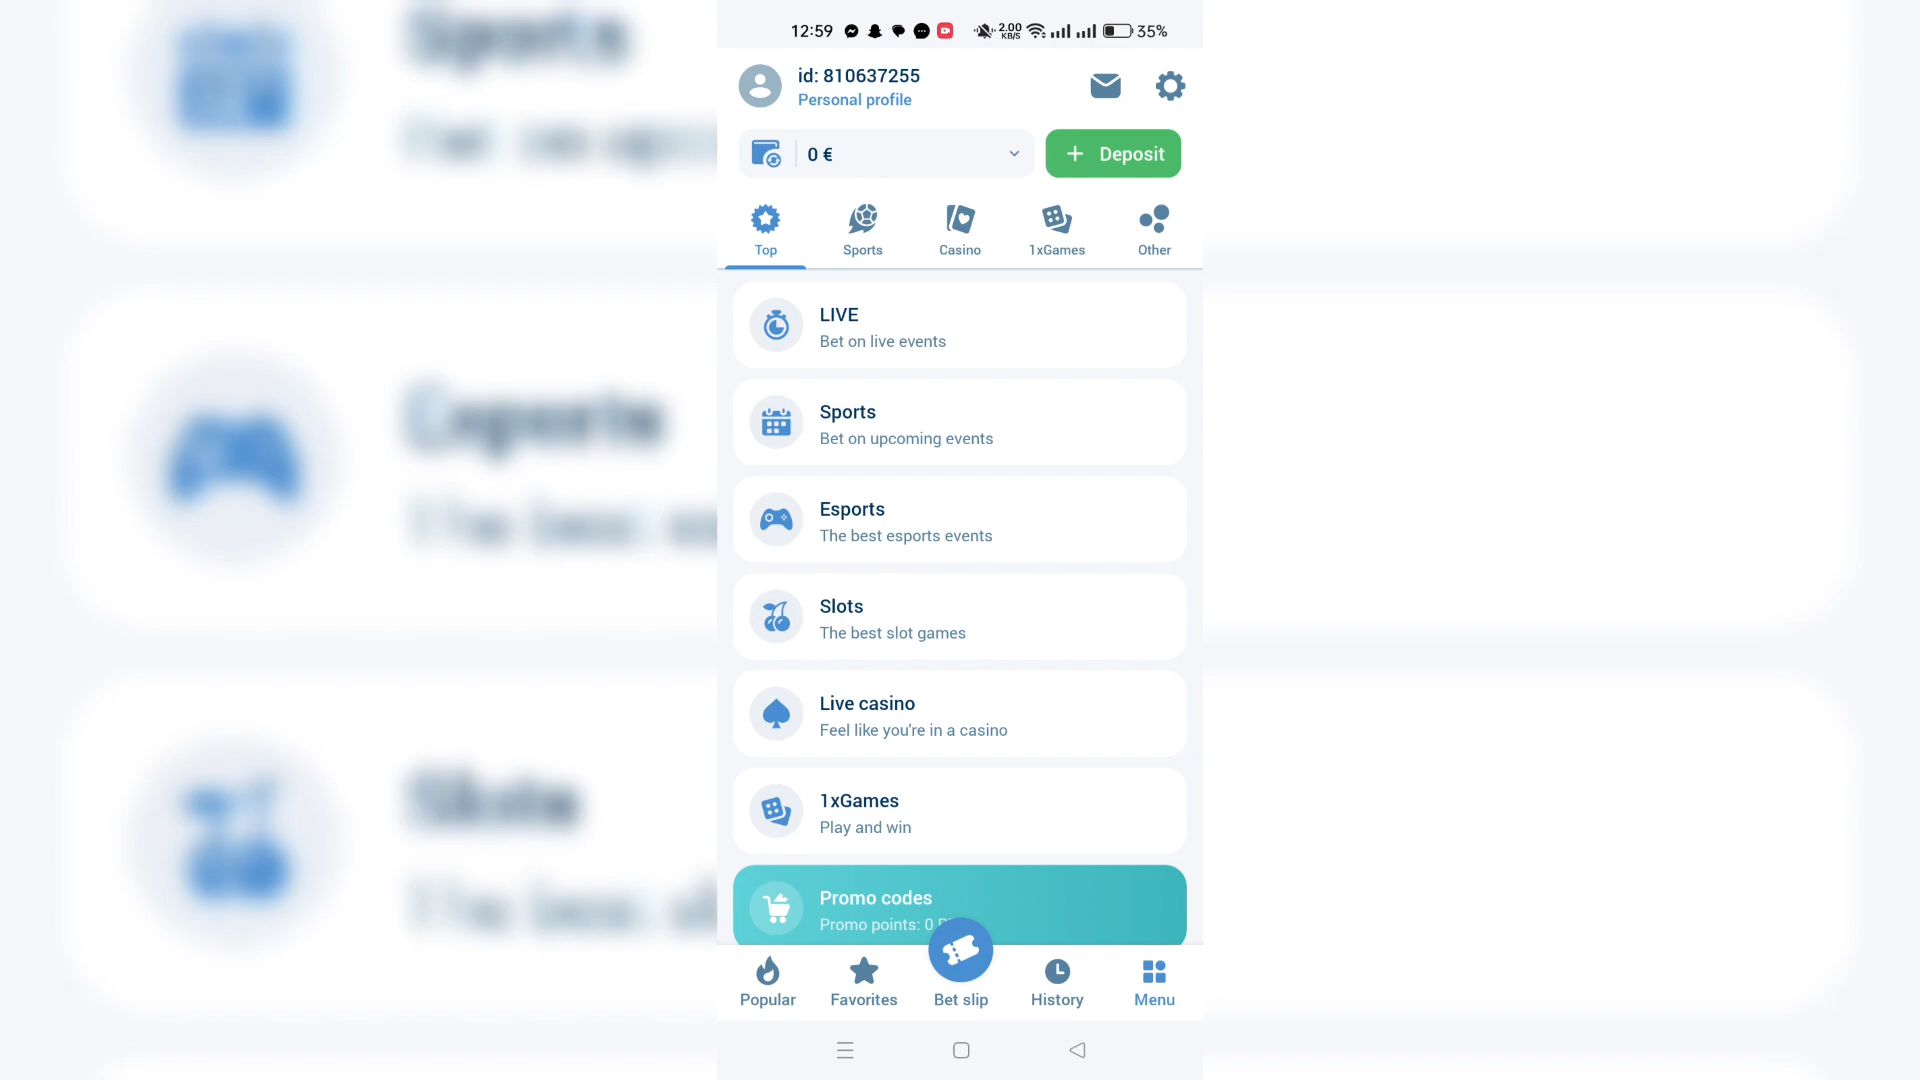 12:59
2.00
KB/S
35%
id: 810637255
Personal profile
0 €
+ Deposit
Top
Sports
Casino
1xGames
Other
LIVE
Bet on live events
Sports
Bet on upcoming events
Esports
The best esports events
Slots
The best slot games
Live casino
Feel like you're in a casino
1xGames
Play and win
Promo codes
Promo points: 0
Popular
Favorites
Bet slip
History
Menu